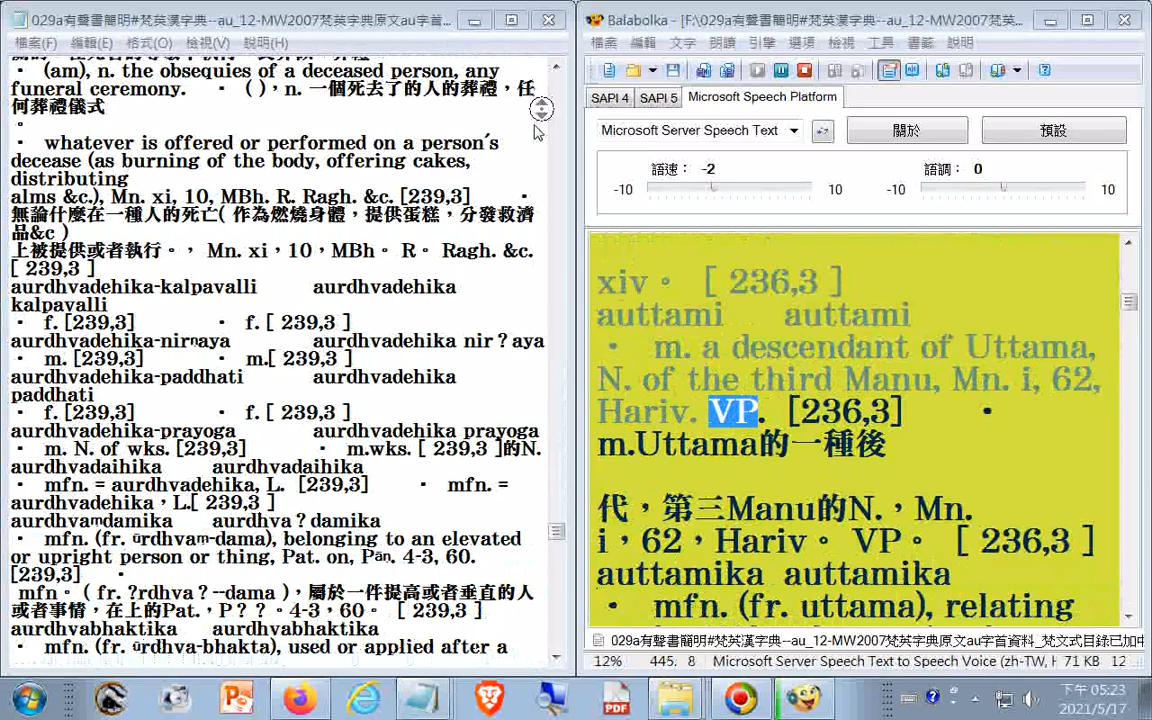 029a有聲書簡明#梵英漢字典--au_12-MW2007梵英字典原文au字首...
檔案(F) 編輯(E) 格式(O) 檢視(V) 說明(H)
• (am), n. the obsequies of a deceased person, any
funeral ceremony. • ( )，n. 一個死去了的人的葬禮，任
何葬禮儀式
。
• whatever is offered or performed on a person's
decease (as burning of the body, offering cakes,
distributing
alms &c.), Mn. xi, 10, MBh. R. Ragh. &c. [239,3] •
無論什麼在一種人的死亡( 作為燃燒身體，提供蛋糕，分發救濟
品&c )
上被提供或者執行。， Mn. xi，10，MBh。 R。 Ragh. &c.
[ 239,3 ]
aurdhvadehika-kalpavalli aurdhvadehika
kalpavalli
• f. [239,3] • f. [ 239,3 ]
aurdhvadehika-nirṇaya aurdhvadehika nir？aya
• m. [239,3] • m.[ 239,3 ]
aurdhvadehika-paddhati aurdhvadehika
paddhati
• f. [239,3] • f. [ 239,3 ]
aurdhvadehika-prayoga aurdhvadehika prayoga
• m. N. of wks. [239,3] • m.wks. [ 239,3 ]的N.
aurdhvadaihika aurdhvadaihika
• mfn. = aurdhvadehika, L. [239,3] • mfn. =
aurdhvadehika，L.[ 239,3 ]
aurdhvamdamika aurdhva？damika
• mfn. (fr. ūrdhvam-dama), belonging to an elevated
or upright person or thing, Pat. on, Pān. 4-3, 60.
[239,3] •
mfn。 ( fr. ?rdhva？--dama )，屬於一件提高或者垂直的人
或者事情，在上的Pat.，P？？。4-3，60。 [ 239,3 ]
aurdhvabhaktika aurdhvabhaktika
• mfn. (fr. ūrdhva-bhakta), used or applied after a
Balabolka - [F:\029a有聲書簡明#梵英漢字典--au_12-MW2007梵英...
檔案 編輯 文字 朗讀 引擎 選項 檢視 工具 書籤 說明
SAPI 4 SAPI 5 Microsoft Speech Platform
Microsoft Server Speech Text 關於 預設
語速： -2 語調： 0
-10 10 -10 10
xiv。 [ 236,3 ]
auttami auttami
• m. a descendant of Uttama,
N. of the third Manu, Mn. i, 62,
Hariv. VP. [236,3] •
m.Uttama的一種後
代，第三Manu的N.，Mn.
i，62，Hariv。 VP。 [ 236,3 ]
auttamika auttamika
• mfn. (fr. uttama), relating
029a有聲書簡明#梵英漢字典--au_12-MW2007梵英字典原文au字首資料_梵文式目錄已加中
12% 445. 8 Microsoft Server Speech Text to Speech Voice (zh-TW, H 71 KB 12
PDF
下午 05:23
2021/5/17